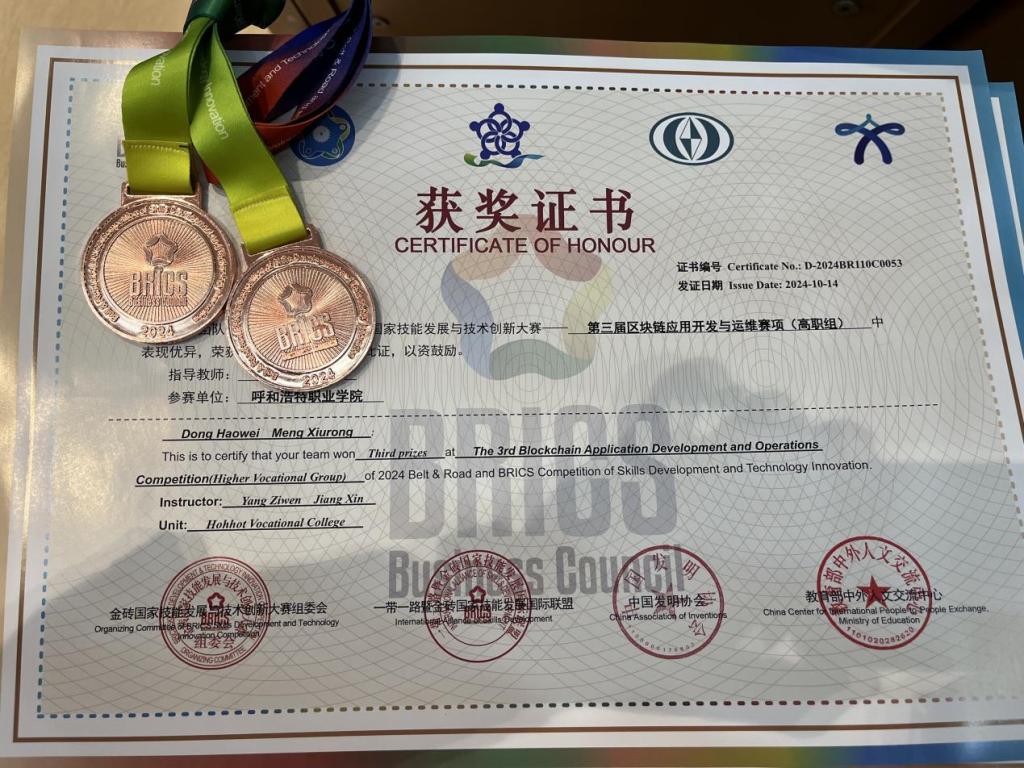 Innovation
ment and Technolo
& Road and
获奖证书
CERTIFICATE OF HONOUR
证书编号 Certificate No.: D-2024BR110C0053
发证日期 Issue Date: 2024-10-14
BRICS
Business Council
2024
BRICS
2024
国家技能发展与技术创新大赛—— 第三届区块链应用开发与运维赛项（高职组） 中
表现优异，荣 此证，以资鼓励。
指导教师：
参赛单位： 呼和浩特职业学院
Dong Haowei Meng Xiurong :
This is to certify that your team won Third prizes at The 3rd Blockchain Application Development and Operations
Competition(Higher Vocational Group) of 2024 Belt & Road and BRICS Competition of Skills Development and Technology Innovation.
Instructor: Yang Ziwen Jiang Xin
Unit: Hohhot Vocational College
BRICS
Business Council
金砖国家技能发展与技术创新大赛组委会
Organizing Committee of BRICS Skills Development and Technology
Innovation Competition
ORGANIZING COMMITTEE
一带一路暨金砖国家技能发展国际联盟
International Alliance of Skills Development
中国发明协会
China Association of Inventions
教育部中外人文交流中心
China Center for International People-to-People Exchange,
Ministry of Education